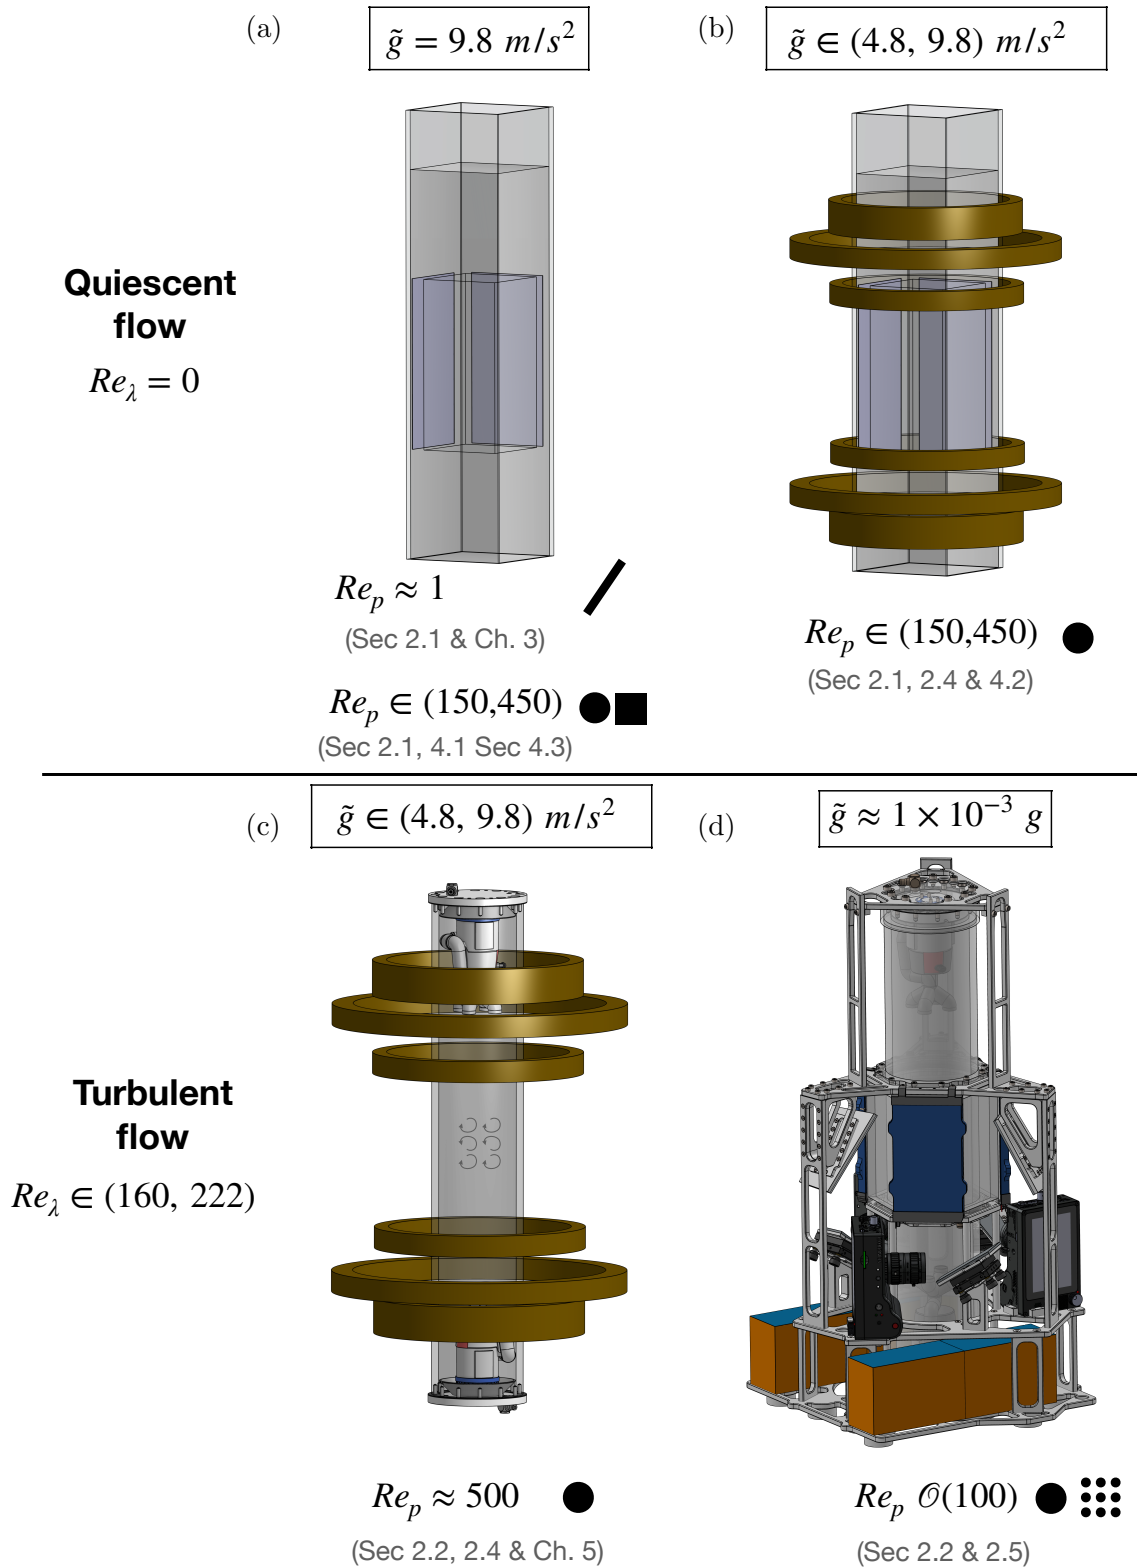 (a)
g̃ = 9.8 m/s²
(b)
g̃ ∈ (4.8, 9.8) m/s²
Quiescent
flow
Re_λ = 0
Re_p ≈ 1
(Sec 2.1 & Ch. 3)
Re_p ∈ (150,450)
(Sec 2.1, 4.1 Sec 4.3)
Re_p ∈ (150,450)
(Sec 2.1, 2.4 & 4.2)
(c)
g̃ ∈ (4.8, 9.8) m/s²
(d)
g̃ ≈ 1 × 10⁻³ g
Turbulent
flow
Re_λ ∈ (160, 222)
Re_p ≈ 500
(Sec 2.2, 2.4 & Ch. 5)
Re_p 𝒪(100)
(Sec 2.2 & 2.5)